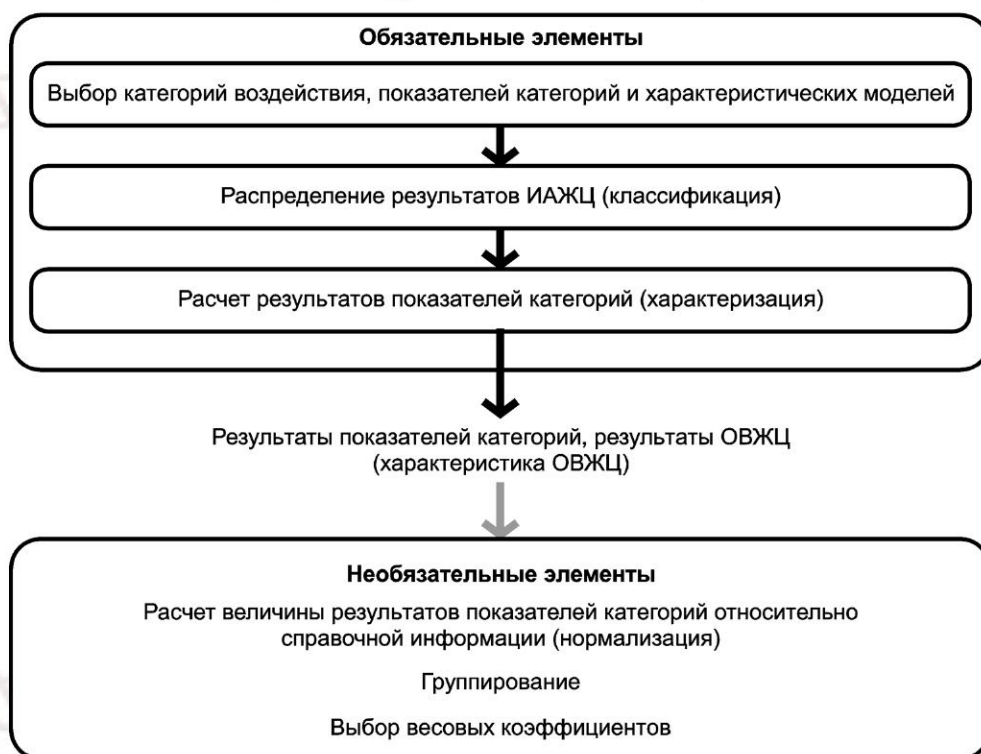 Обязательные элементы
Выбор категорий воздействия, показателей категорий и характеристических моделей
Распределение результатов ИАЖЦ (классификация)
Расчет результатов показателей категорий (характеризация)
Результаты показателей категорий, результаты ОВЖЦ
(характеристика ОВЖЦ)
Необязательные элементы
Расчет величины результатов показателей категорий относительно
справочной информации (нормализация)
Группирование
Выбор весовых коэффициентов